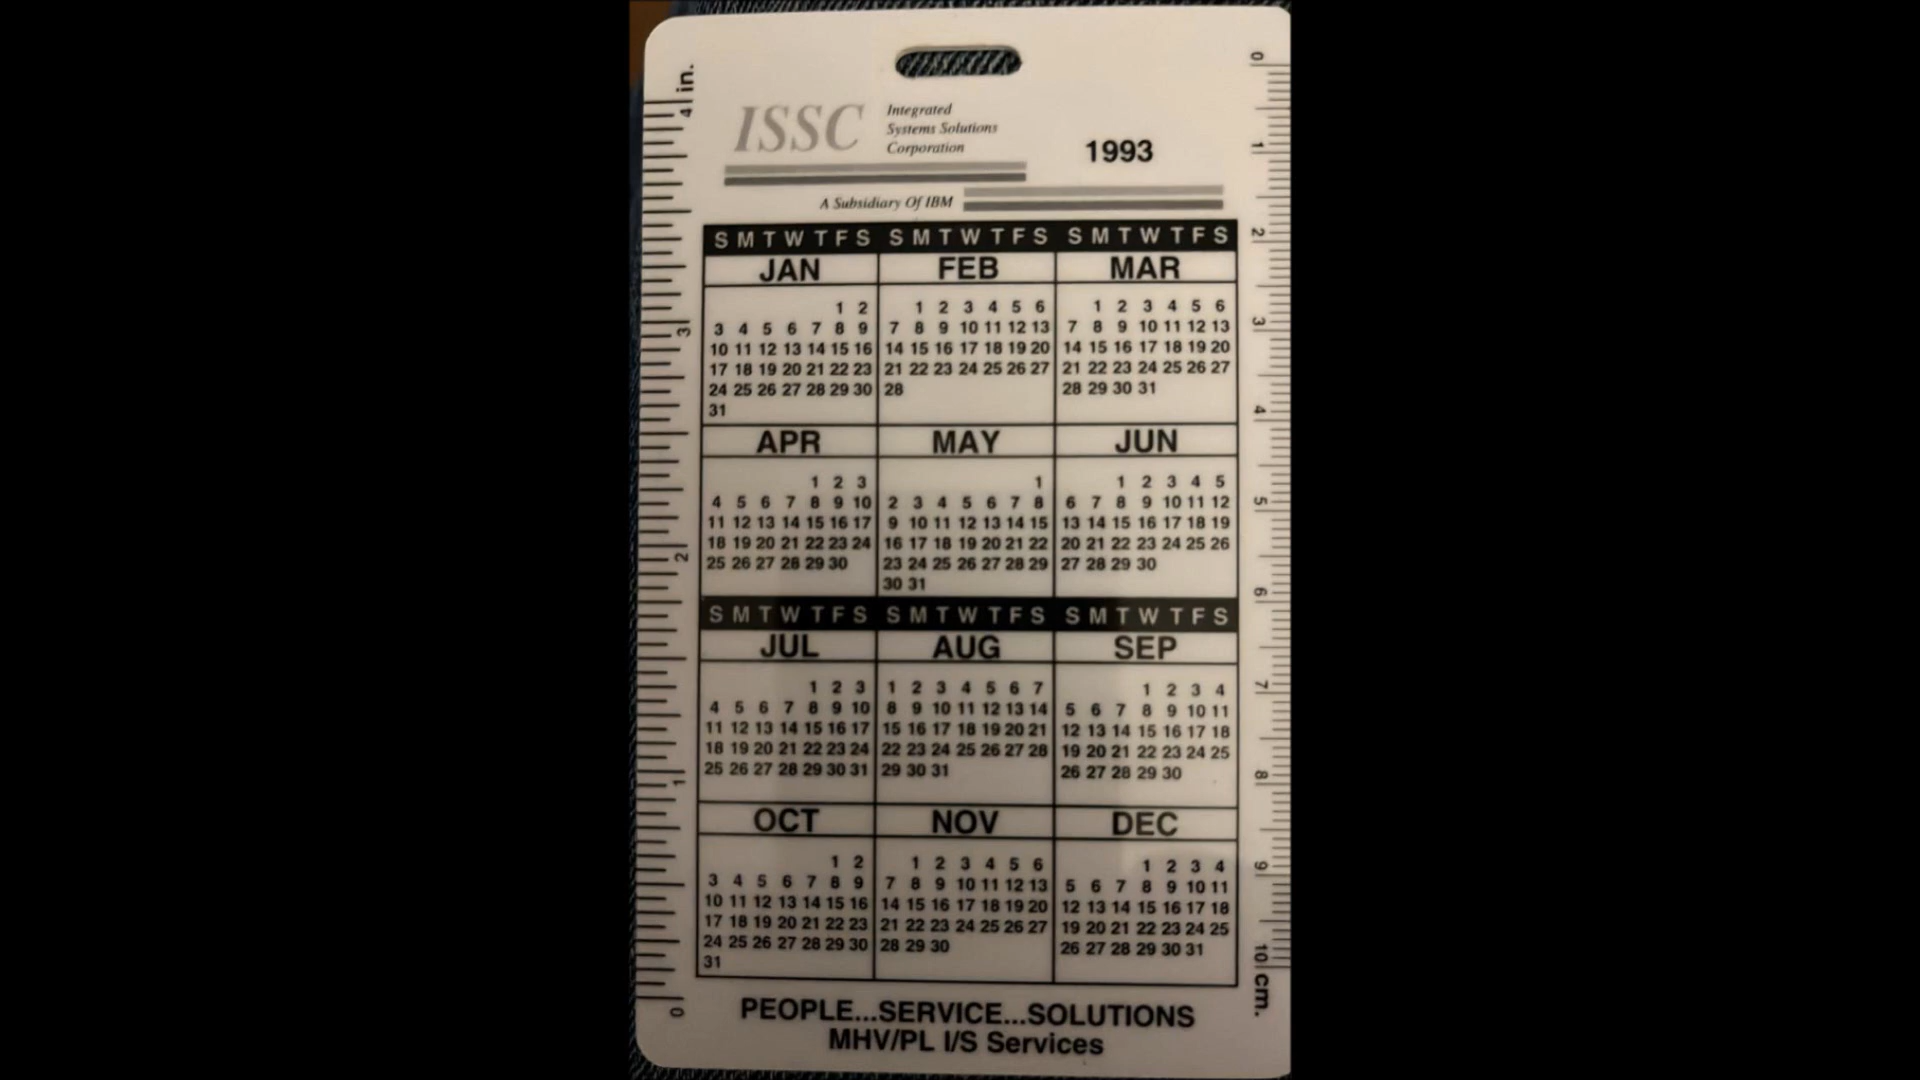 ISSC
Integrated
Systems Solutions
Corporation
1993
A Subsidiary Of IBM
S M T W T F S S M T W T F S S M T W T F S
JAN FEB MAR
1 2 1 2 3 4 5 6 1 2 3 4 5 6
3 4 5 6 7 8 9 7 8 9 10 11 12 13 7 8 9 10 11 12 13
10 11 12 13 14 15 16 14 15 16 17 18 19 20 14 15 16 17 18 19 20
17 18 19 20 21 22 23 21 22 23 24 25 26 27 21 22 23 24 25 26 27
24 25 26 27 28 29 30 28 28 29 30 31
31
APR MAY JUN
1 2 3 1 1 2 3 4 5
4 5 6 7 8 9 10 2 3 4 5 6 7 8 6 7 8 9 10 11 12
11 12 13 14 15 16 17 9 10 11 12 13 14 15 13 14 15 16 17 18 19
18 19 20 21 22 23 24 16 17 18 19 20 21 22 20 21 22 23 24 25 26
25 26 27 28 29 30 23 24 25 26 27 28 29 27 28 29 30
30 31
S M T W T F S S M T W T F S S M T W T F S
JUL AUG SEP
1 2 3 1 2 3 4 5 6 7 1 2 3 4
4 5 6 7 8 9 10 8 9 10 11 12 13 14 5 6 7 8 9 10 11
11 12 13 14 15 16 17 15 16 17 18 19 20 21 12 13 14 15 16 17 18
18 19 20 21 22 23 24 22 23 24 25 26 27 28 19 20 21 22 23 24 25
25 26 27 28 29 30 31 29 30 31 26 27 28 29 30
OCT NOV DEC
1 2 1 2 3 4 5 6 1 2 3 4
3 4 5 6 7 8 9 7 8 9 10 11 12 13 5 6 7 8 9 10 11
10 11 12 13 14 15 16 14 15 16 17 18 19 20 12 13 14 15 16 17 18
17 18 19 20 21 22 23 21 22 23 24 25 26 27 19 20 21 22 23 24 25
24 25 26 27 28 29 30 28 29 30 26 27 28 29 30 31
31
PEOPLE...SERVICE...SOLUTIONS
MHV/PL I/S Services
0 1 2 3 4 in.
0 1 2 3 4 5 6 7 8 9 10 cm.